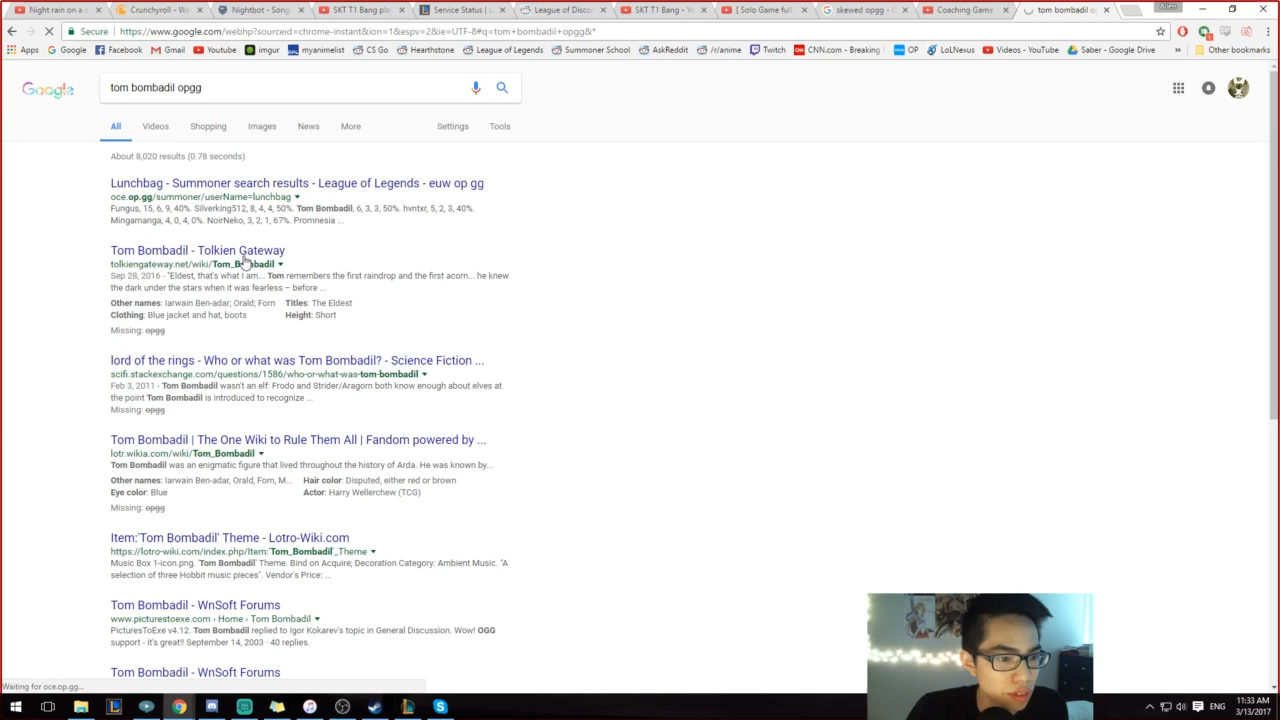 Night rain on a c
Crunchyroll - W
Nightbot - Song
SKT T1 Bang ple
Service Status | L
League of Disco
SKT T1 Bang - Ye
[ Solo Game full
skewed opgg - G
Coaching Game
tom bombadil op
Allen
Secure | https://www.google.com/webhp?sourceid=chrome-instant&ion=1&espv=2&ie=UTF-8#q=tom+bombadil+opgg&*
Apps
Google
Facebook
Gmail
Youtube
imgur
myanimelist
CS Go
Hearthstone
League of Legends
Summoner School
AskReddit
/r/anime
Twitch
CNN.com - Breaking
OP
LoLNexus
Videos - YouTube
Saber - Google Drive
»
Other bookmarks
Google
tom bombadil opgg
All
Videos
Shopping
Images
News
More
Settings
Tools
About 8,020 results (0.78 seconds)
Lunchbag - Summoner search results - League of Legends - euw op gg
oce.op.gg/summoner/userName=lunchbag
Fungus, 15, 6, 9, 40%. Silverking512, 8, 4, 4, 50%. Tom Bombadil, 6, 3, 3, 50%. hvntxr, 5, 2, 3, 40%.
Mingamanga, 4, 0, 4, 0%. NoirNeko, 3, 2, 1, 67%. Promnesia ...
Tom Bombadil - Tolkien Gateway
tolkiengateway.net/wiki/Tom_Bombadil
Sep 28, 2016 - "Eldest, that's what I am... Tom remembers the first raindrop and the first acorn... he knew
the dark under the stars when it was fearless – before ...
Other names: Iarwain Ben-adar; Orald; Forn
Titles: The Eldest
Clothing: Blue jacket and hat, boots
Height: Short
Missing: opgg
lord of the rings - Who or what was Tom Bombadil? - Science Fiction ...
scifi.stackexchange.com/questions/1586/who-or-what-was-tom-bombadil
Feb 3, 2011 - Tom Bombadil wasn't an elf: Frodo and Strider/Aragorn both know enough about elves at
the point Tom Bombadil is introduced to recognize ...
Missing: opgg
Tom Bombadil | The One Wiki to Rule Them All | Fandom powered by ...
lotr.wikia.com/wiki/Tom_Bombadil
Tom Bombadil was an enigmatic figure that lived throughout the history of Arda. He was known by...
Other names: Iarwain Ben-adar, Orald, Forn, M...
Hair color: Disputed, either red or brown
Eye color: Blue
Actor: Harry Wellerchew (TCG)
Missing: opgg
Item:'Tom Bombadil' Theme - Lotro-Wiki.com
https://lotro-wiki.com/index.php/Item:'Tom_Bombadil'_Theme
Music Box 1-icon.png. 'Tom Bombadil' Theme. Bind on Acquire; Decoration Category: Ambient Music. "A
selection of three Hobbit music pieces". Vendor's Price: ...
Tom Bombadil - WnSoft Forums
www.picturestoexe.com › Home › Tom Bombadil
PicturesToExe v4.12. Tom Bombadil replied to Igor Kokarev's topic in General Discussion. Wow! OGG
support - it's great!! September 14, 2003 · 40 replies.
Tom Bombadil - WnSoft Forums
Waiting for oce.op.gg...
ENG
11:33 AM
3/13/2017